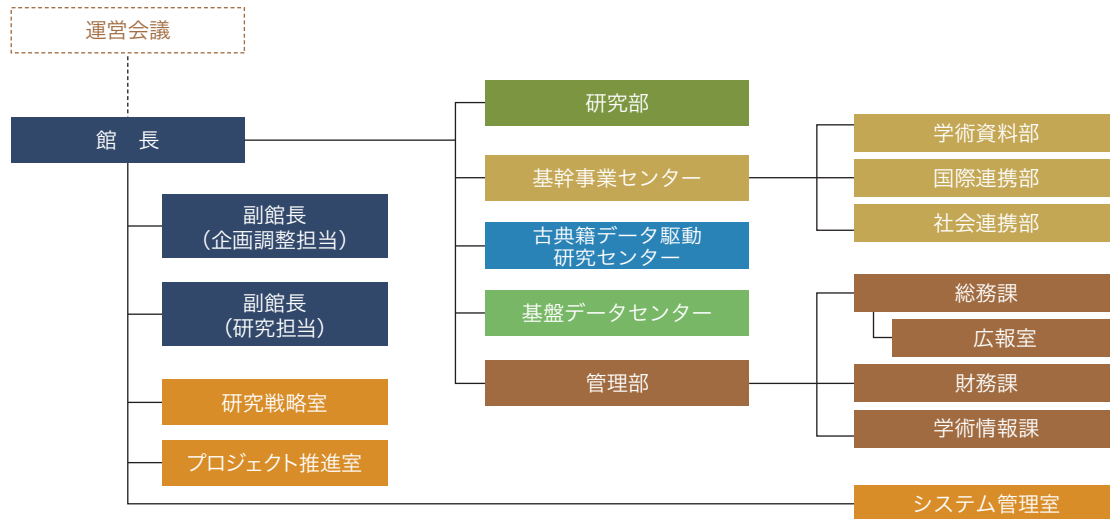 運営会議
館　長
副館長
（企画調整担当）
副館長
（研究担当）
研究戦略室
プロジェクト推進室
研究部
基幹事業センター
古典籍データ駆動
研究センター
基盤データセンター
管理部
学術資料部
国際連携部
社会連携部
総務課
広報室
財務課
学術情報課
システム管理室